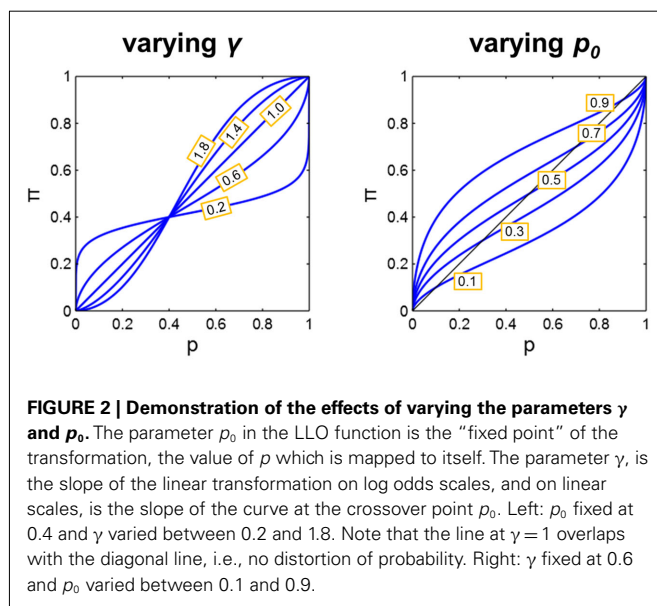 varying γ
varying p₀
1
0.8
0.6
0.4
0.2
0
0 0.2 0.4 0.6 0.8 1
π
p
1.8
1.4
1.0
0.6
0.2
1
0.8
0.6
0.4
0.2
0
0 0.2 0.4 0.6 0.8 1
π
p
0.9
0.7
0.5
0.3
0.1
FIGURE 2 | Demonstration of the effects of varying the parameters γ
and p₀. The parameter p₀ in the LLO function is the “fixed point” of the
transformation, the value of p which is mapped to itself. The parameter γ, is
the slope of the linear transformation on log odds scales, and on linear
scales, is the slope of the curve at the crossover point p₀. Left: p₀ fixed at
0.4 and γ varied between 0.2 and 1.8. Note that the line at γ = 1 overlaps
with the diagonal line, i.e., no distortion of probability. Right: γ fixed at 0.6
and p₀ varied between 0.1 and 0.9.